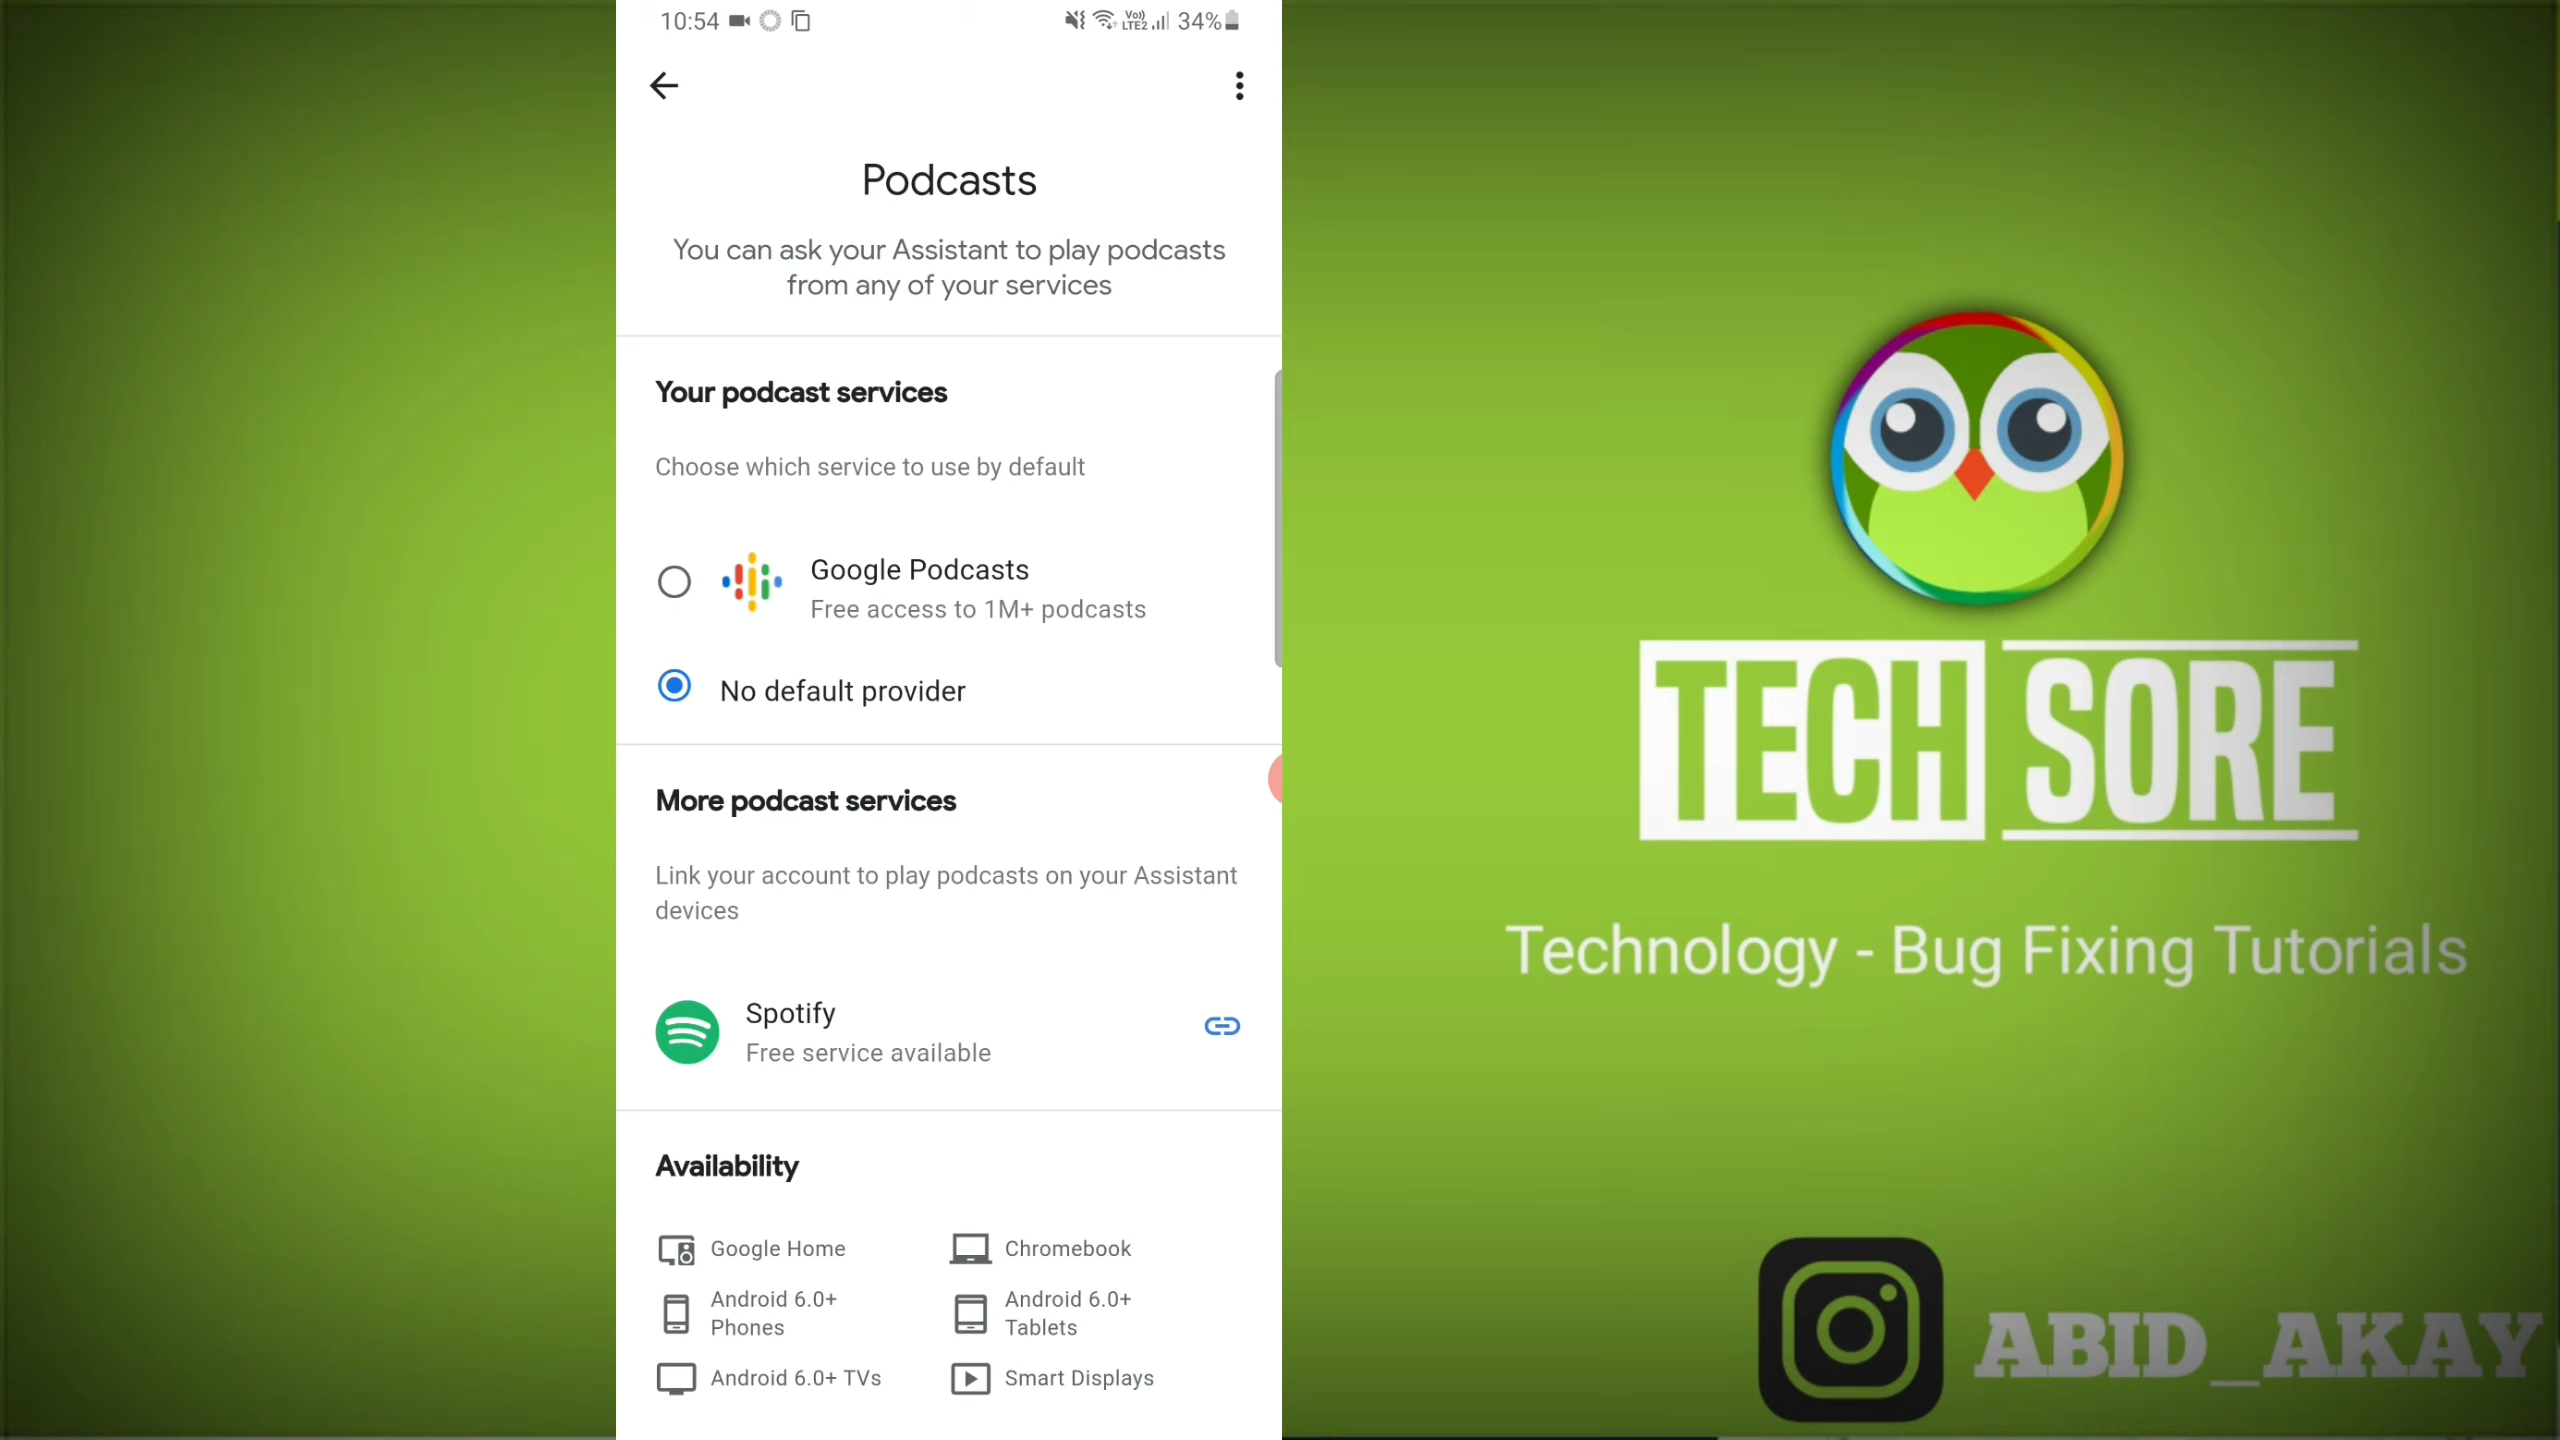 10:54
Vo))
LTE2
34%
Podcasts
You can ask your Assistant to play podcasts
from any of your services
Your podcast services
Choose which service to use by default
Google Podcasts
Free access to 1M+ podcasts
No default provider
More podcast services
Link your account to play podcasts on your Assistant
devices
Spotify
Free service available
Availability
Google Home
Chromebook
Android 6.0+
Phones
Android 6.0+
Tablets
Android 6.0+ TVs
Smart Displays
TECH SORE
Technology - Bug Fixing Tutorials
ABID_AKAY